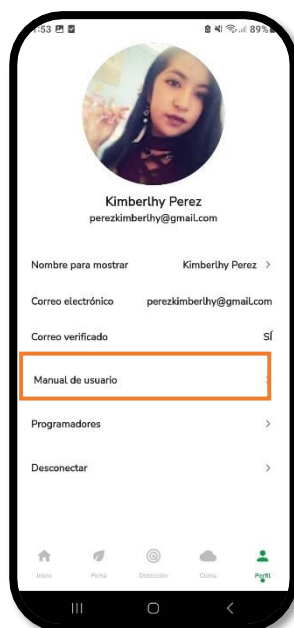 1:53 89%
Kimberlhy Perez
perezkimberlhy@gmail.com
Nombre para mostrar Kimberlhy Perez >
Correo electrónico perezkimberlhy@gmail.com
Correo verificado SÍ
Manual de usuario >
Programadores >
Desconectar >
Inicio Ficha Detección Clima Perfil